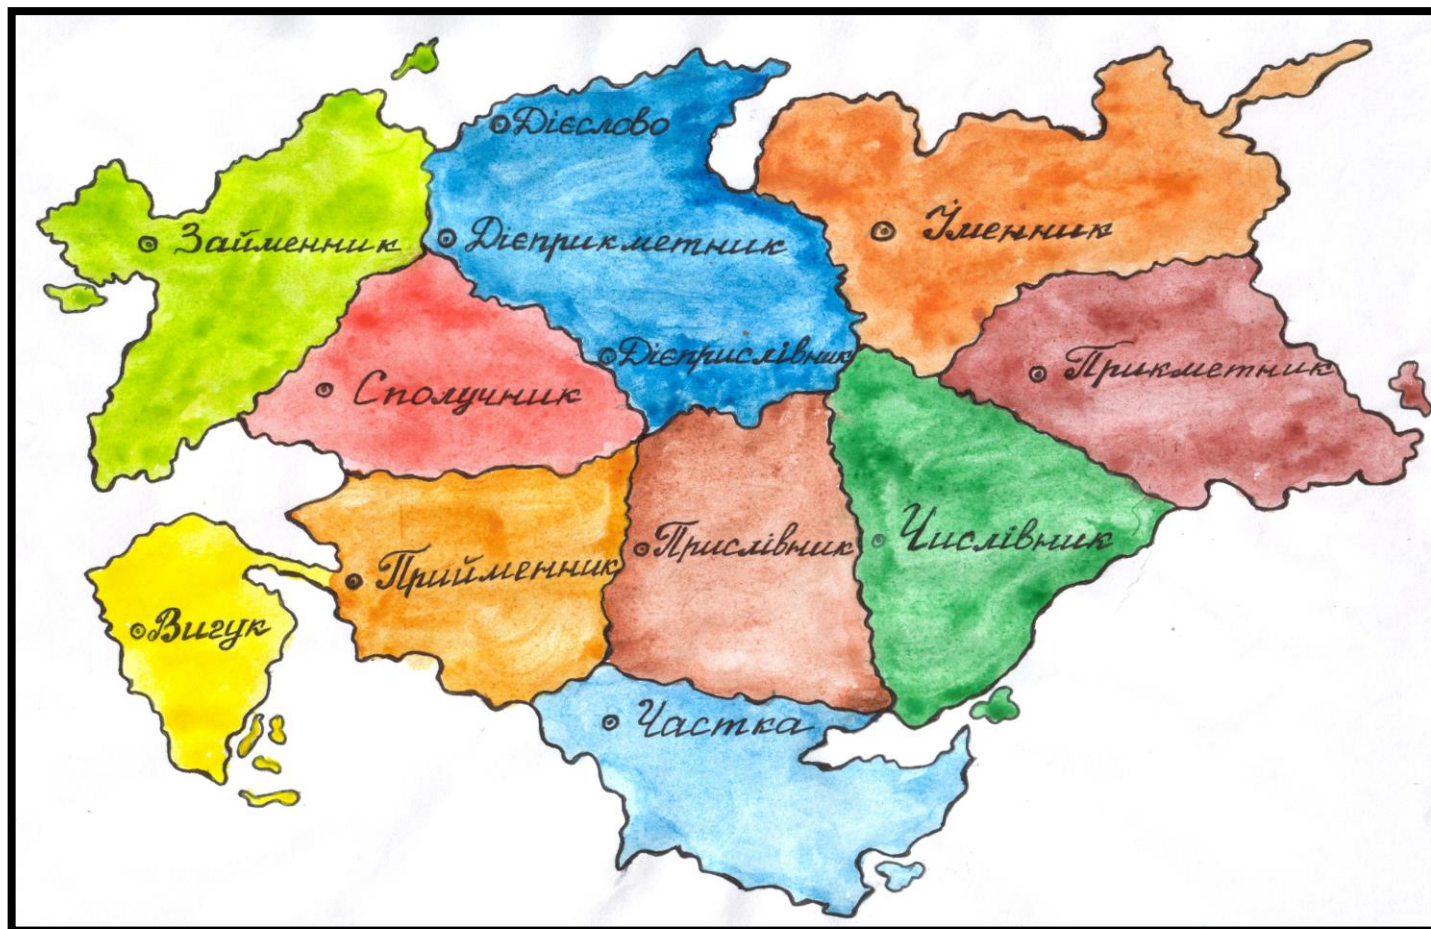 Дієслово
Займенник
Дієприкметник
Іменник
Дієприслівник
Прикметник
Сполучник
Числівник
Прислівник
Прийменник
Вигук
Частка